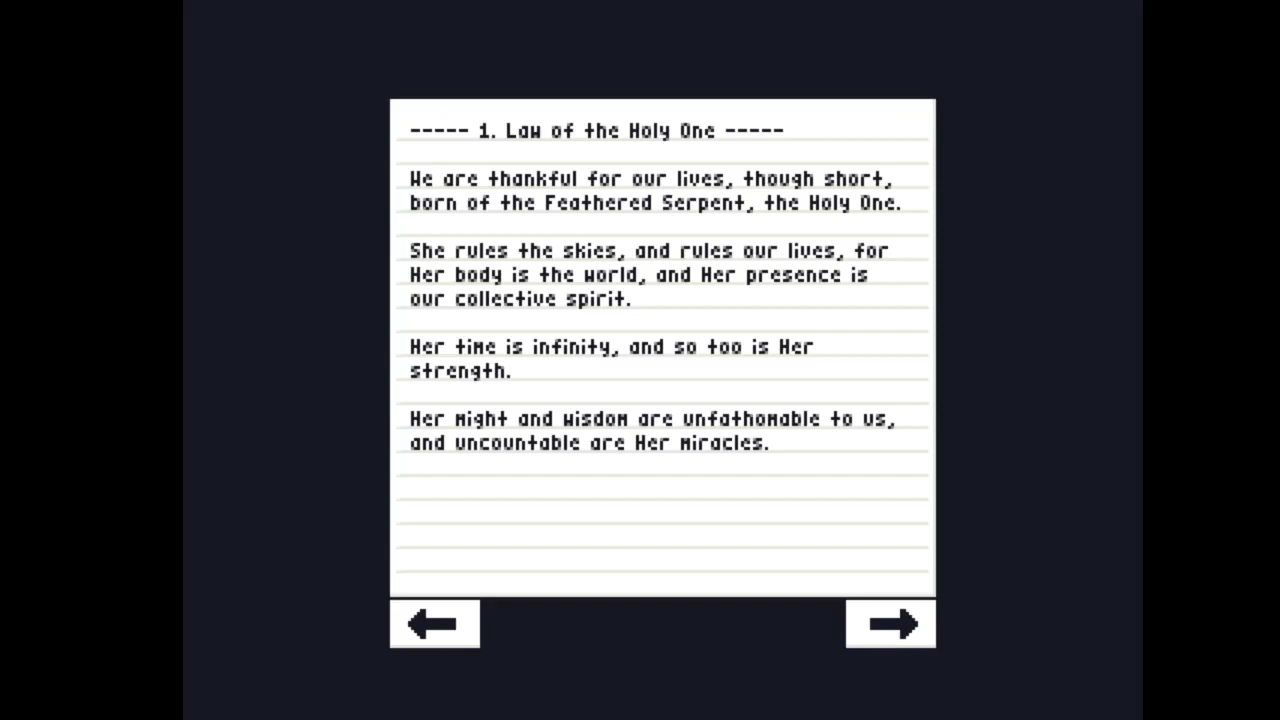 ----- 1. Law of the Holy One -----
We are thankful for our lives, though short,
born of the Feathered Serpent, the Holy One.
She rules the skies, and rules our lives, for
Her body is the world, and Her presence is
our collective spirit.
Her time is infinity, and so too is Her
strength.
Her might and wisdom are unfathomable to us,
and uncountable are Her miracles.